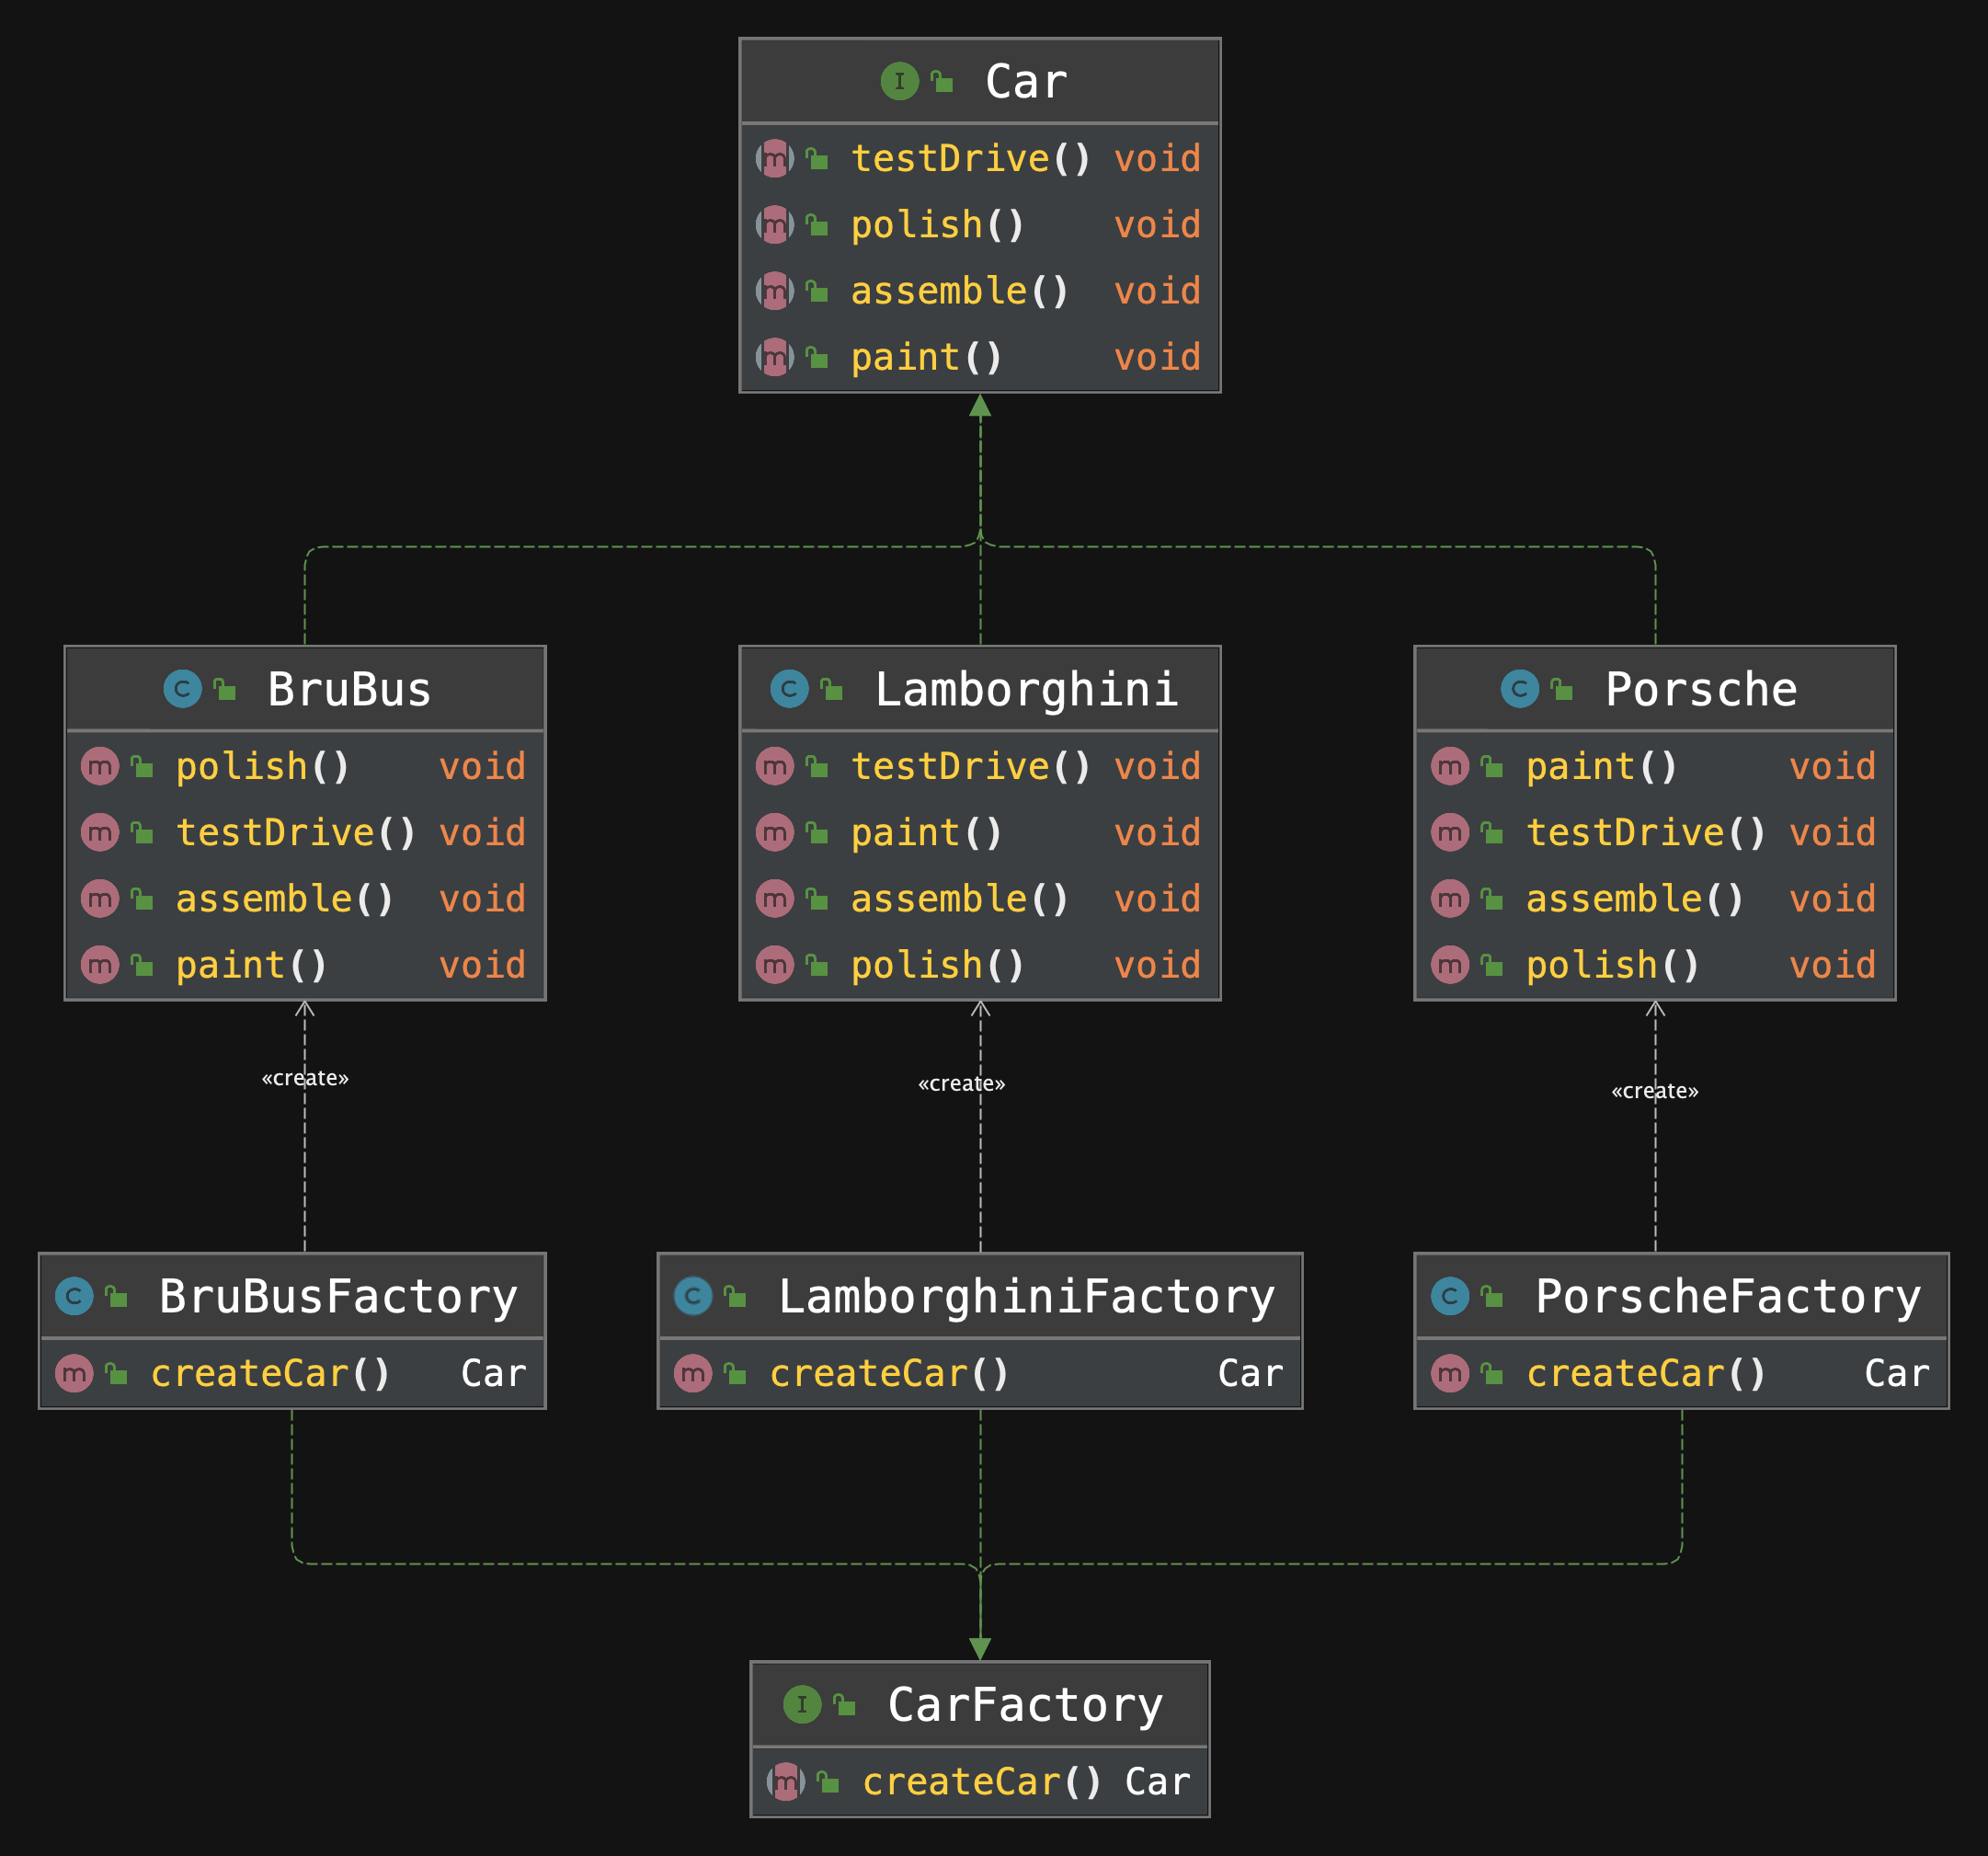 Car
testDrive() void
polish() void
assemble() void
paint() void
BruBus
polish() void
testDrive() void
assemble() void
paint() void
Lamborghini
testDrive() void
paint() void
assemble() void
polish() void
Porsche
paint() void
testDrive() void
assemble() void
polish() void
«create»
«create»
«create»
BruBusFactory
createCar() Car
LamborghiniFactory
createCar() Car
PorscheFactory
createCar() Car
CarFactory
createCar() Car